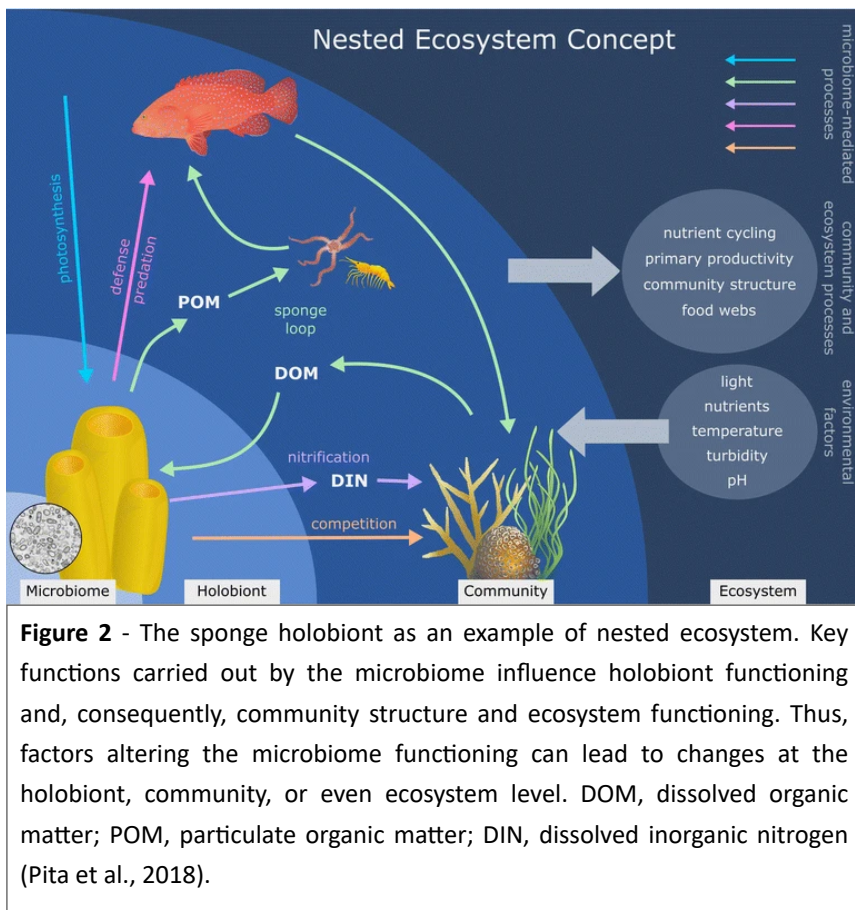 Nested Ecosystem Concept
microbiome-mediated
processes
photosynthesis
defense
predation
POM
sponge
loop
DOM
nitrification
DIN
competition
nutrient cycling
primary productivity
community structure
food webs
community and
ecosystem processes
light
nutrients
temperature
turbidity
pH
environmental
factors
Microbiome
Holobiont
Community
Ecosystem
Figure 2 - The sponge holobiont as an example of nested ecosystem. Key
functions carried out by the microbiome influence holobiont functioning
and, consequently, community structure and ecosystem functioning. Thus,
factors altering the microbiome functioning can lead to changes at the
holobiont, community, or even ecosystem level. DOM, dissolved organic
matter; POM, particulate organic matter; DIN, dissolved inorganic nitrogen
(Pita et al., 2018).